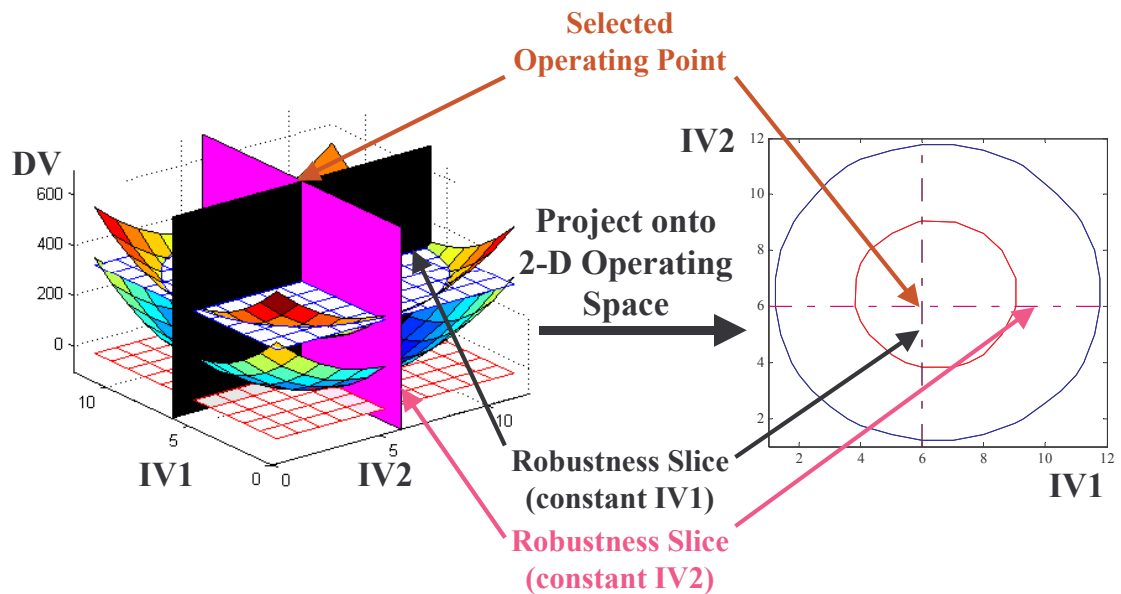 Selected
Operating Point
DV
600
400
200
0
10
5
0
IV1
0
5
10
IV2
Project onto
2-D Operating
Space
IV2
12
10
8
6
4
2
2
4
6
8
10
12
IV1
Robustness Slice
(constant IV1)
Robustness Slice
(constant IV2)